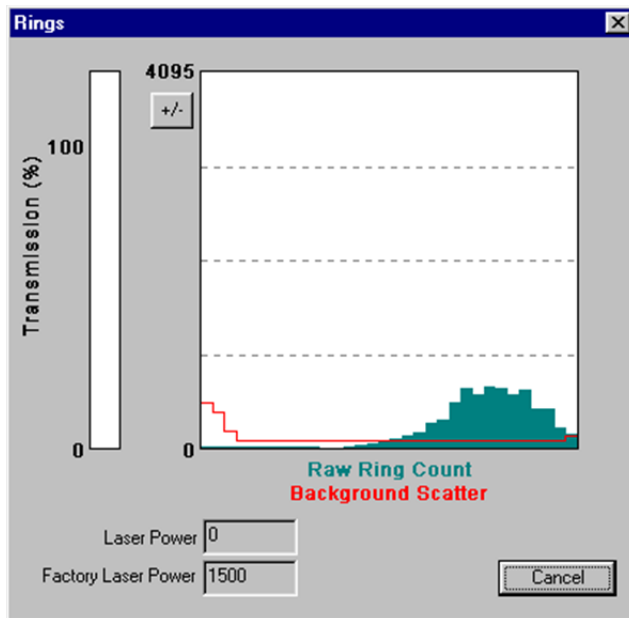 Rings
4095
+/-
100
Transmission (%)
0
0
Raw Ring Count
Background Scatter
Laser Power 0
Factory Laser Power 1500
Cancel